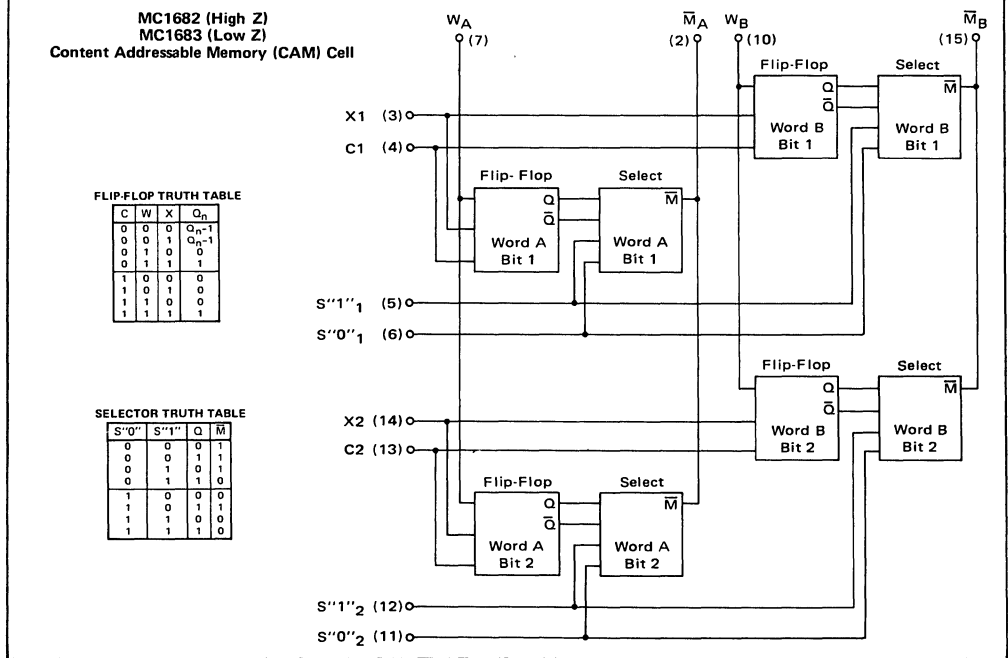 MC1682 (High Z)
MC1683 (Low Z)
Content Addressable Memory (CAM) Cell
W_A
(7)
M̅_A
(2)
W_B
(10)
M̅_B
(15)
X1 (3)
C1 (4)
Flip-Flop
Q
Q̅
Word B
Bit 1
Select
M̅
Word B
Bit 1
Flip- Flop
Q
Q̅
Word A
Bit 1
Select
M̅
Word A
Bit 1
S"1"₁ (5)
S"0"₁ (6)
FLIP-FLOP TRUTH TABLE
C W X Qn
0 0 0 Qn-1
0 0 1 Qn-1
0 1 0 0
0 1 1 1
1 0 0 0
1 0 1 0
1 1 0 0
1 1 1 1
Flip-Flop
Q
Q̅
Word B
Bit 2
Select
M̅
Word B
Bit 2
X2 (14)
C2 (13)
SELECTOR TRUTH TABLE
S"0" S"1" Q M̅
0 0 0 1
0 0 1 1
0 1 0 1
0 1 1 0
1 0 0 0
1 0 1 1
1 1 0 0
1 1 1 0
Flip-Flop
Q
Q̅
Word A
Bit 2
Select
M̅
Word A
Bit 2
S"1"₂ (12)
S"0"₂ (11)